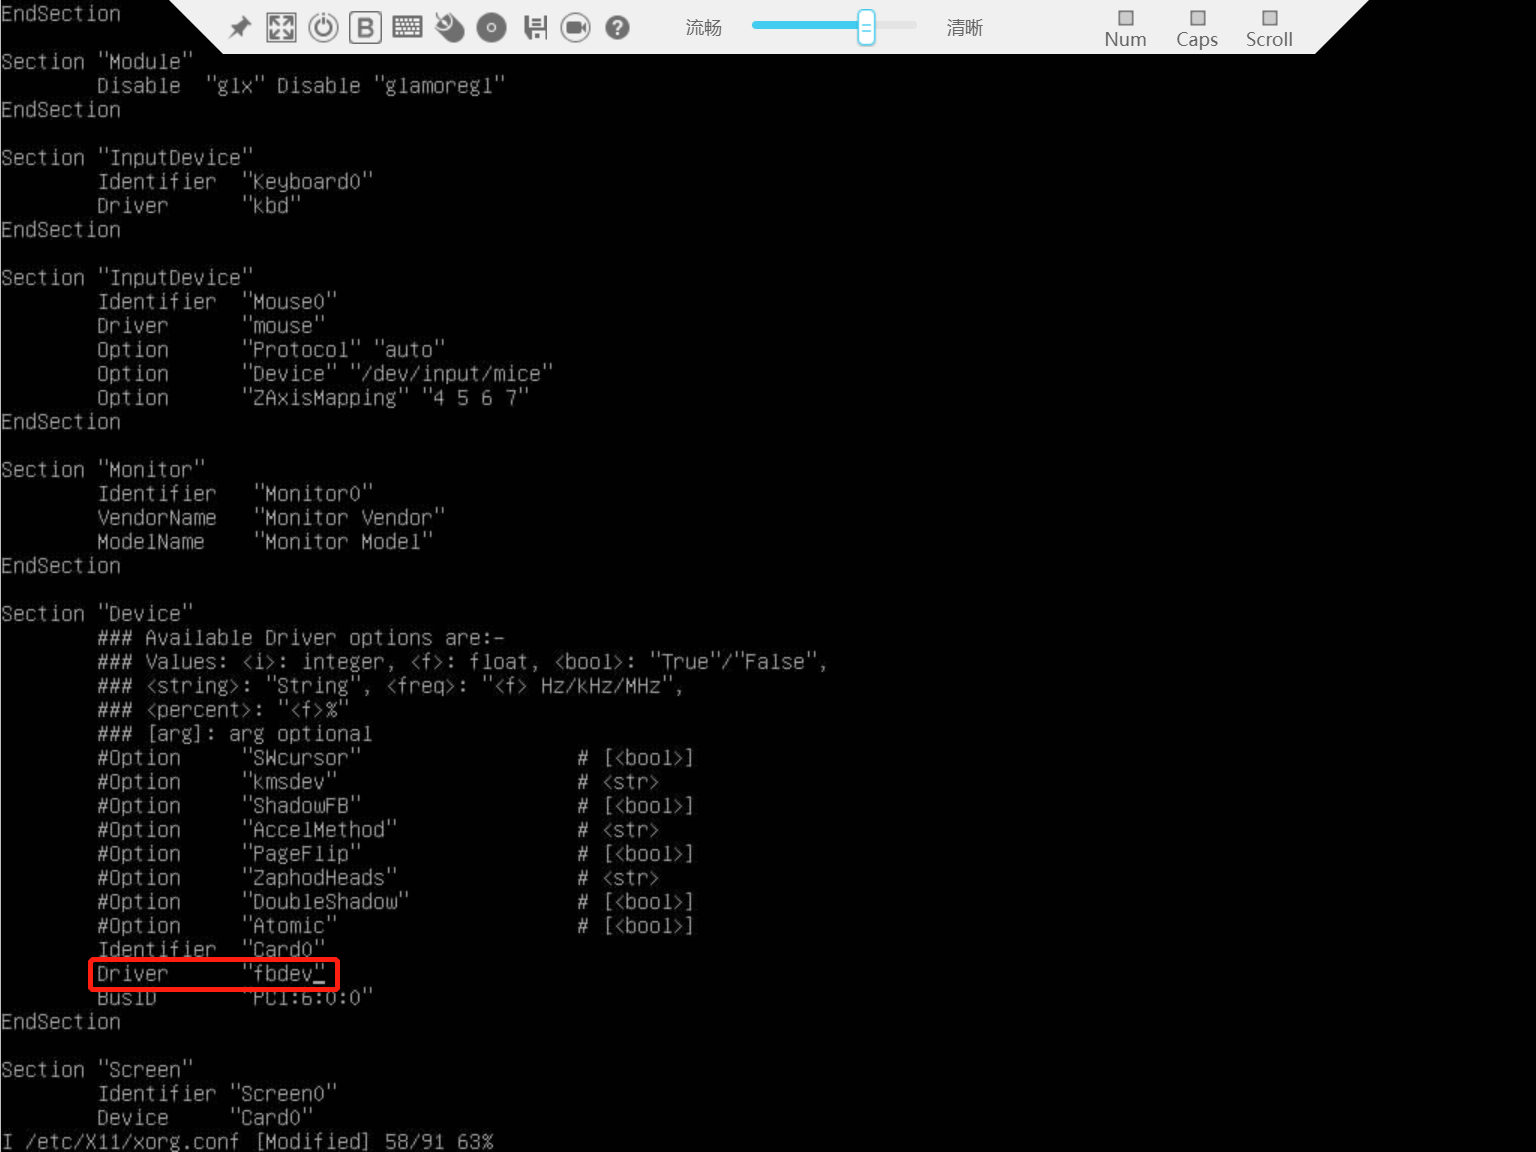 EndSection
流畅 清晰 Num Caps Scroll
Section "Module"
Disable "glx" Disable "glamoregl"
EndSection
Section "InputDevice"
Identifier "Keyboard0"
Driver "kbd"
EndSection
Section "InputDevice"
Identifier "Mouse0"
Driver "mouse"
Option "Protocol" "auto"
Option "Device" "/dev/input/mice"
Option "ZAxisMapping" "4 5 6 7"
EndSection
Section "Monitor"
Identifier "Monitor0"
VendorName "Monitor Vendor"
ModelName "Monitor Model"
EndSection
Section "Device"
### Available Driver options are:-
### Values: <i>: integer, <f>: float, <bool>: "True"/"False",
### <string>: "String", <freq>: "<f> Hz/kHz/MHz",
### <percent>: "<f>%"
### [arg]: arg optional
#Option "SWcursor" # [<bool>]
#Option "kmsdev" # <str>
#Option "ShadowFB" # [<bool>]
#Option "AccelMethod" # <str>
#Option "PageFlip" # [<bool>]
#Option "ZaphodHeads" # <str>
#Option "DoubleShadow" # [<bool>]
#Option "Atomic" # [<bool>]
Identifier "Card0"
Driver "fbdev"
BusID "PCI:6:0:0"
EndSection
Section "Screen"
Identifier "Screen0"
Device "Card0"
I /etc/X11/xorg.conf [Modified] 58/91 63%